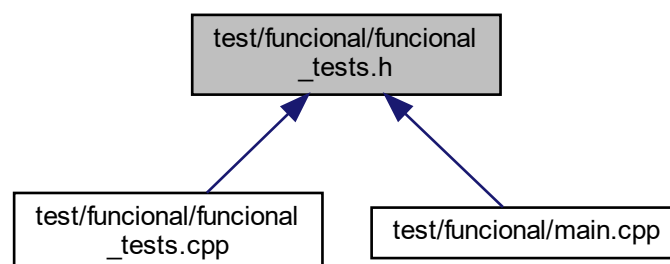 test/funcional/funcional
_tests.h
test/funcional/funcional
_tests.cpp
test/funcional/main.cpp